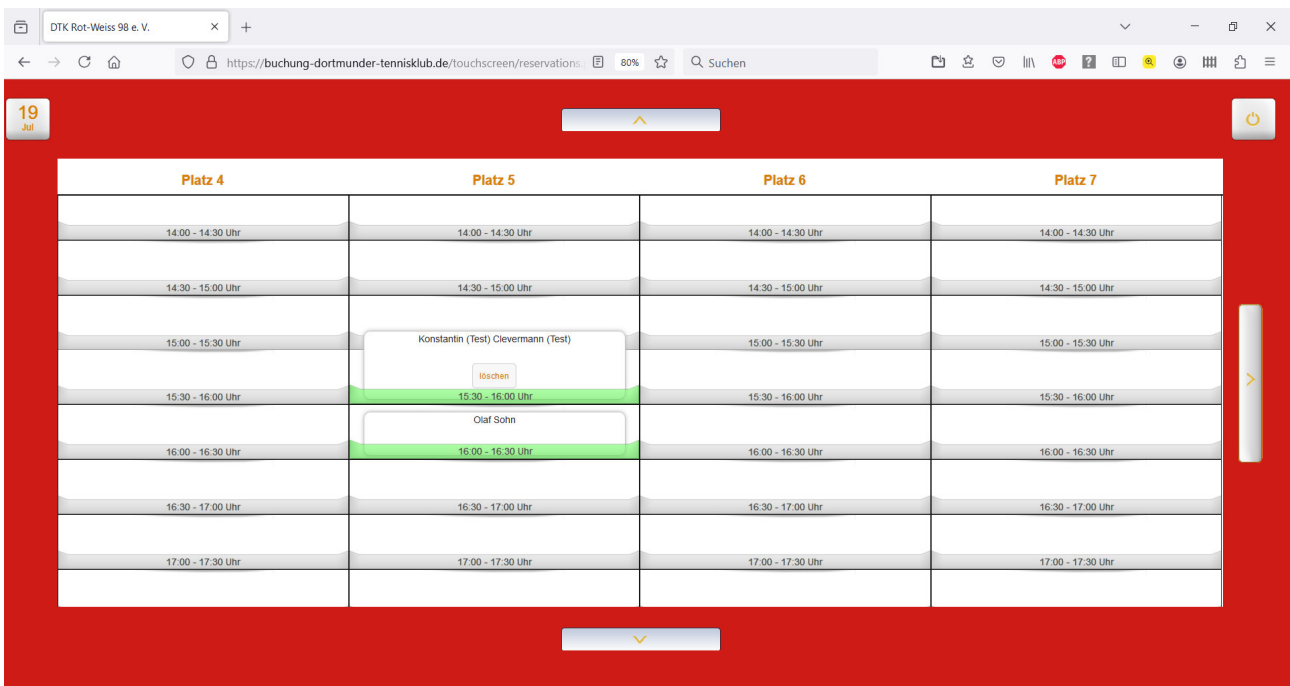 DTK Rot-Weiss 98 e. V.
https://buchung-dortmunder-tennisklub.de/touchscreen/reservations. 80% Suchen ABP ?
19
Jul
Platz 4 Platz 5 Platz 6 Platz 7
14:00 - 14:30 Uhr 14:00 - 14:30 Uhr 14:00 - 14:30 Uhr 14:00 - 14:30 Uhr
14:30 - 15:00 Uhr 14:30 - 15:00 Uhr 14:30 - 15:00 Uhr 14:30 - 15:00 Uhr
Konstantin (Test) Clevermann (Test)
15:00 - 15:30 Uhr 15:00 - 15:30 Uhr 15:00 - 15:30 Uhr
löschen
15:30 - 16:00 Uhr 15:30 - 16:00 Uhr 15:30 - 16:00 Uhr 15:30 - 16:00 Uhr
Olaf Sohn
16:00 - 16:30 Uhr 16:00 - 16:30 Uhr 16:00 - 16:30 Uhr 16:00 - 16:30 Uhr
16:30 - 17:00 Uhr 16:30 - 17:00 Uhr 16:30 - 17:00 Uhr 16:30 - 17:00 Uhr
17:00 - 17:30 Uhr 17:00 - 17:30 Uhr 17:00 - 17:30 Uhr 17:00 - 17:30 Uhr